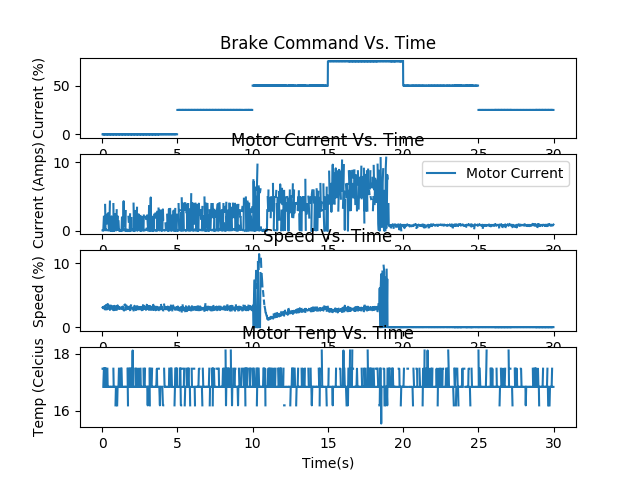 Brake Command Vs. Time
Current (%)
50
0
0 5 10 15 20 25 30
Motor Current Vs. Time
Current (Amps)
10
0
Motor Current
Speed Vs. Time
Speed (%)
10
0
Motor Tenp Vs. Time
Temp (Celcius
18
16
0 5 10 15 20 25 30
Time(s)